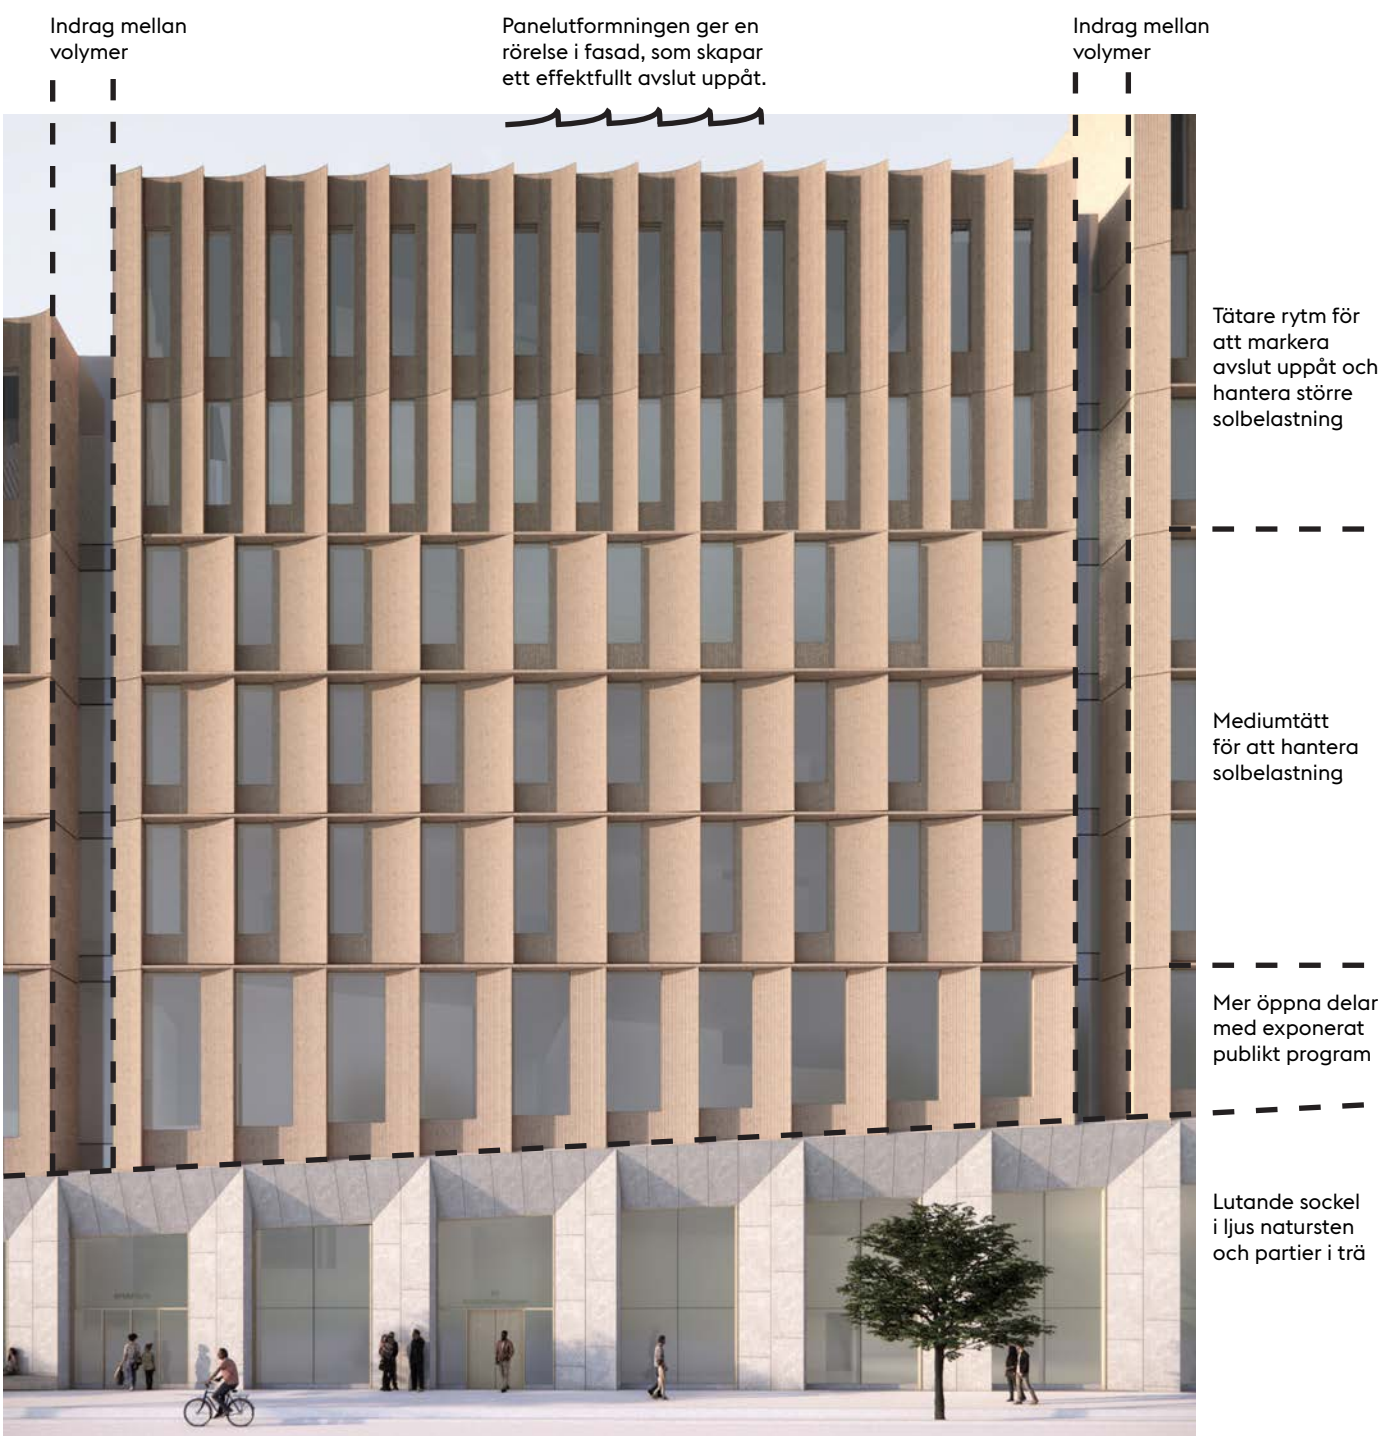 Indrag mellan
volymer
Panelutformningen ger en
rörelse i fasad, som skapar
ett effektfullt avslut uppåt.
Indrag mellan
volymer
Tätare rytm för
att markera
avslut uppåt och
hantera större
solbelastning
Mediumtätt
för att hantera
solbelastning
Mer öppna delar
med exponerat
publikt program
Lutande sockel
i ljus natursten
och partier i trä